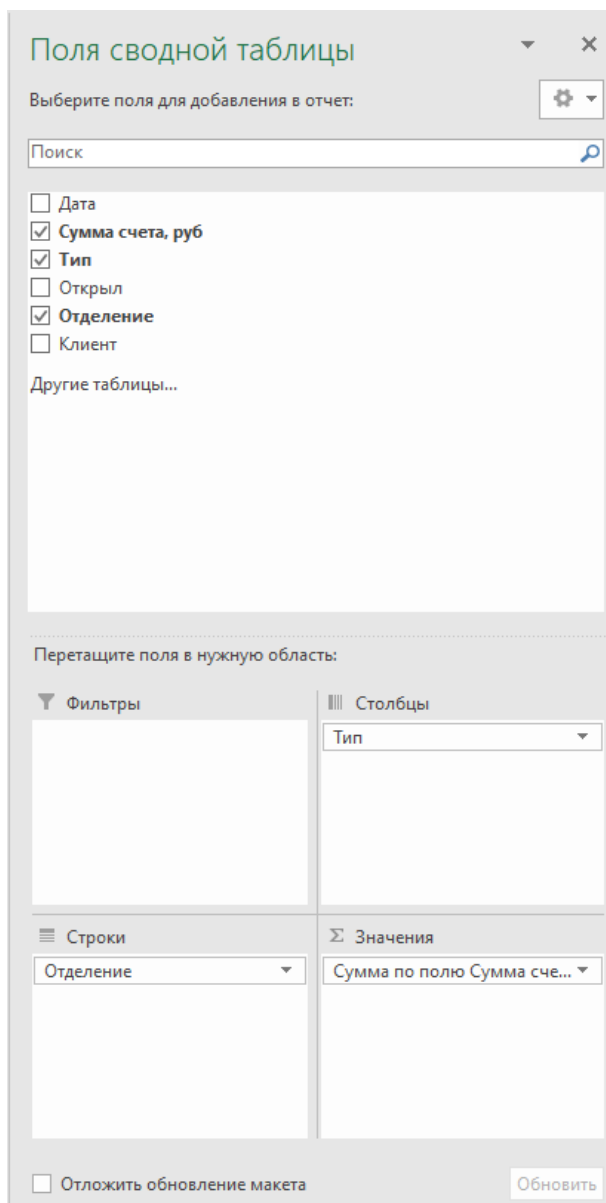 Поля сводной таблицы
Выберите поля для добавления в отчет:
Поиск
Дата
Сумма счета, руб
Тип
Открыл
Отделение
Клиент
Другие таблицы...
Перетащите поля в нужную область:
Фильтры
Столбцы
Тип
Строки
Σ Значения
Отделение
Сумма по полю Сумма сче...
Отложить обновление макета
Обновить